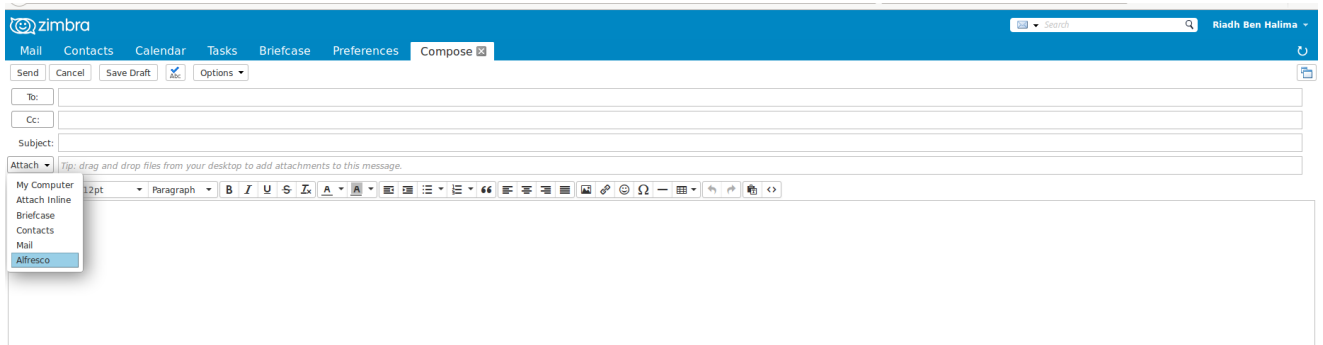 zimbra Search Riadh Ben Halima
Mail Contacts Calendar Tasks Briefcase Preferences Compose
Send Cancel Save Draft Abc Options
To:
Cc:
Subject:
Attach Tip: drag and drop files from your desktop to add attachments to this message.
12pt Paragraph B I U S Tx A A
My Computer
Attach Inline
Briefcase
Contacts
Mail
Alfresco